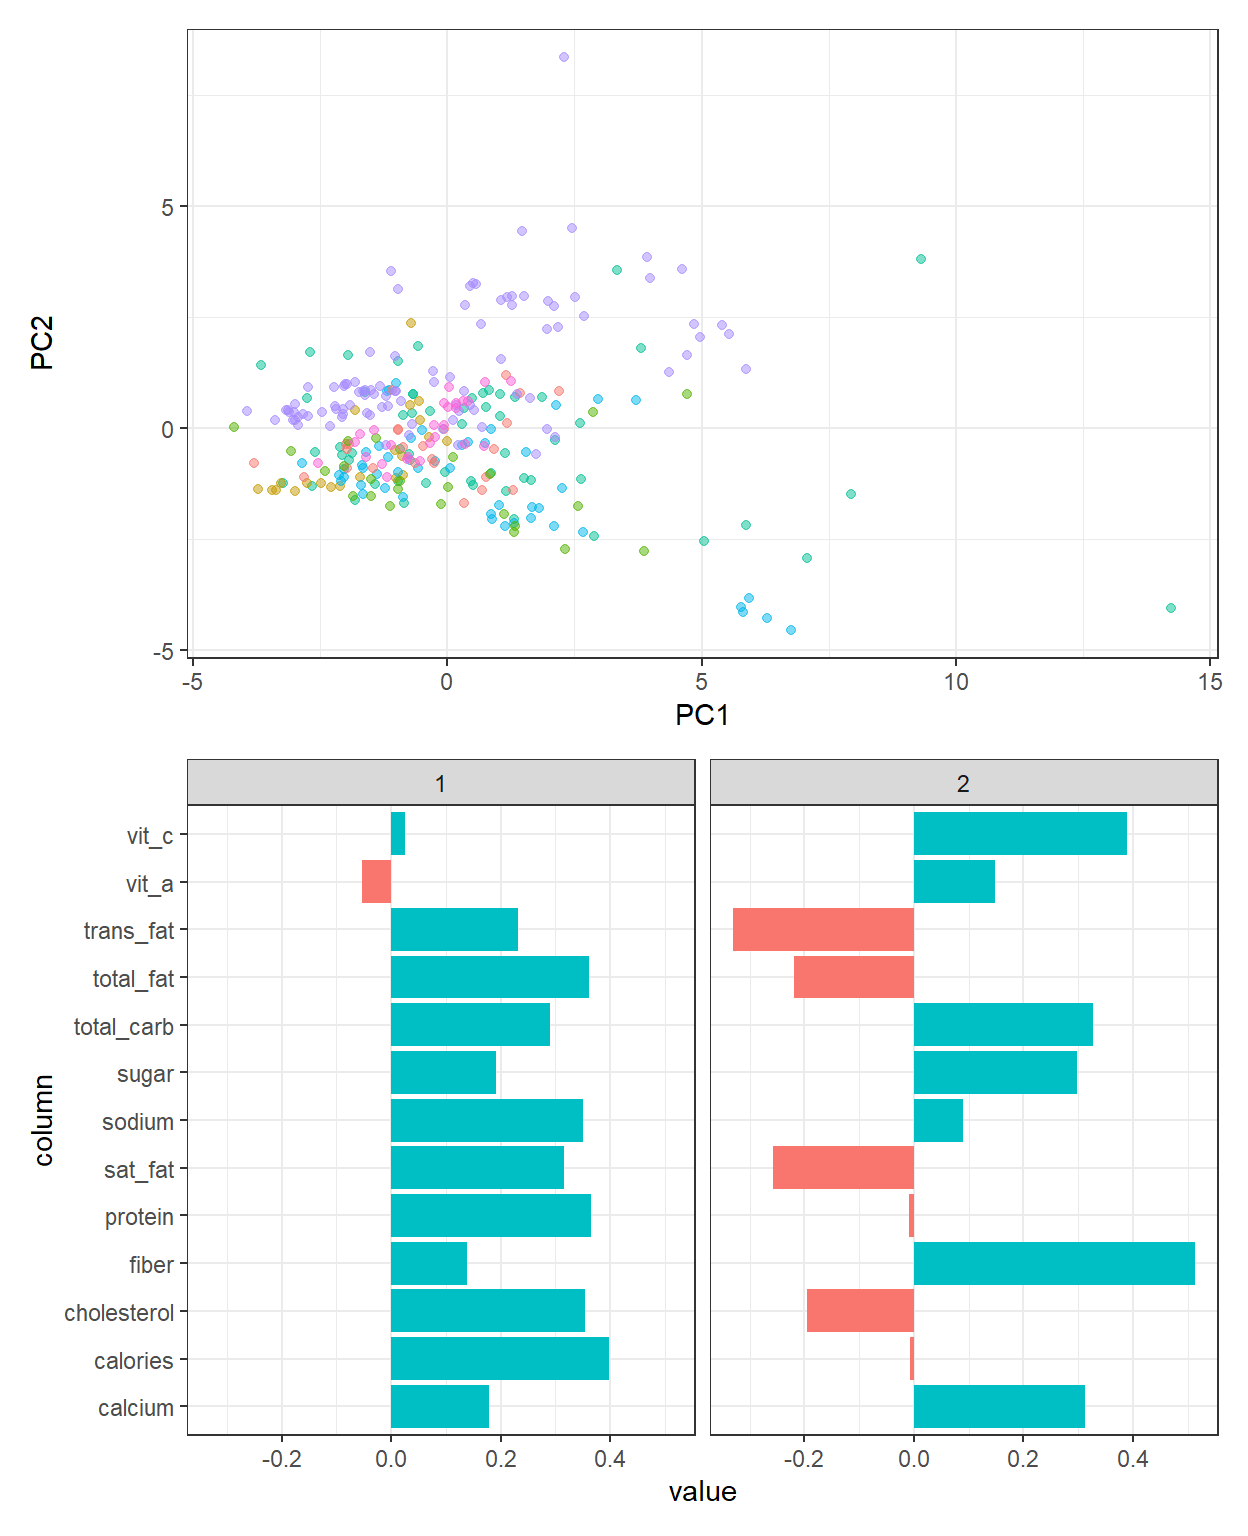 PC2
5
0
-5
-5 0 5 10 15
PC1
1 2
column
vit_c
vit_a
trans_fat
total_fat
total_carb
sugar
sodium
sat_fat
protein
fiber
cholesterol
calories
calcium
-0.2 0.0 0.2 0.4 -0.2 0.0 0.2 0.4
value